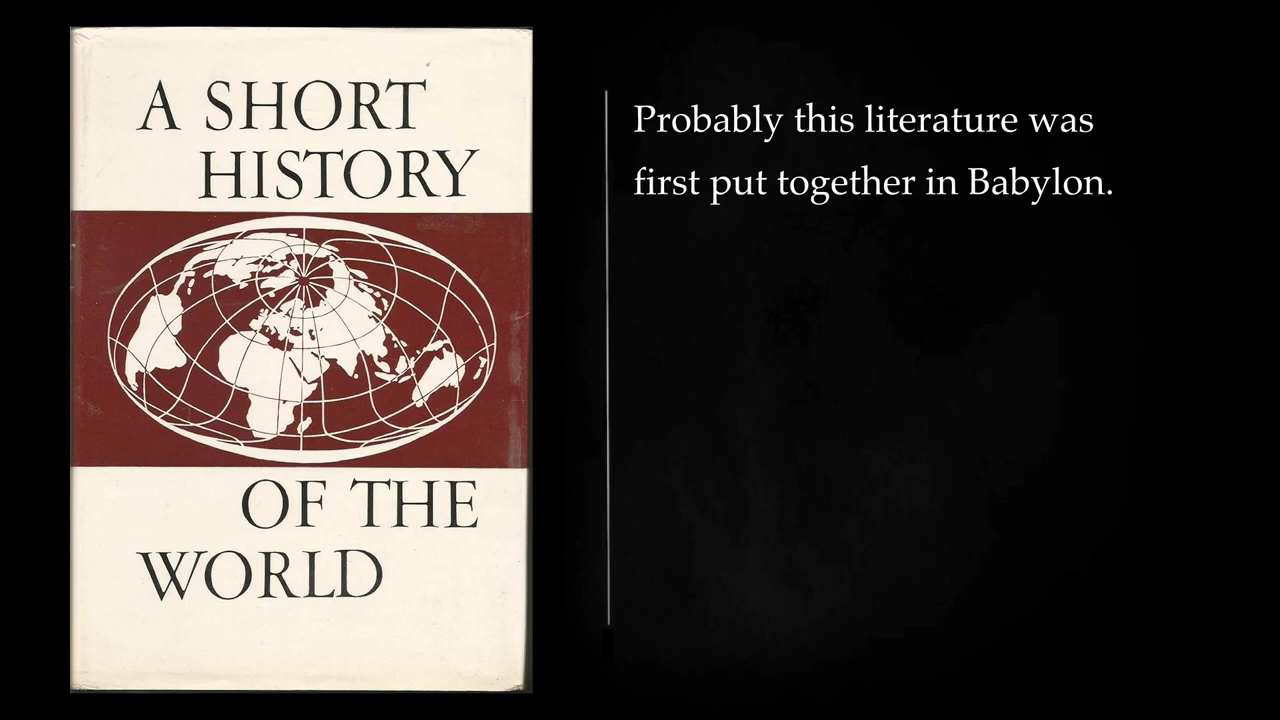 A SHORT
HISTORY
OF THE
WORLD
Probably this literature was
first put together in Babylon.